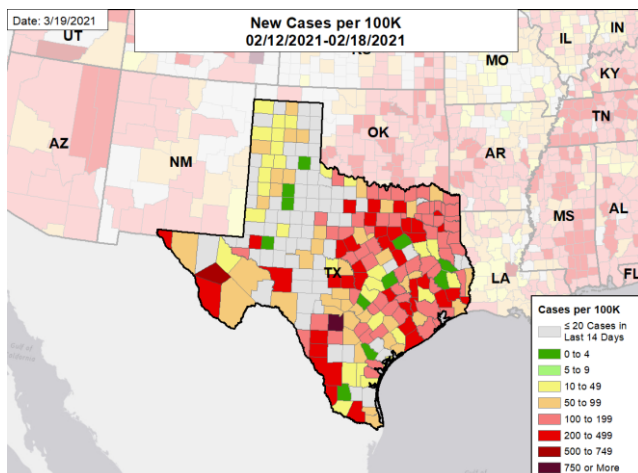 Date: 3/19/2021
New Cases per 100K
02/12/2021-02/18/2021
UT
IL
IN
MO
KY
TN
AZ
NM
OK
AR
MS
AL
TX
LA
FL
Gulf of
Cases per 100K
≤ 20 Cases in
Last 14 Days
0 to 4
5 to 9
10 to 49
50 to 99
100 to 199
200 to 499
500 to 749
750 or More